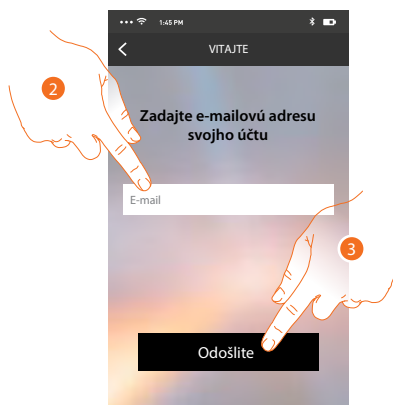 1:45 PM
VITAJTE
2
Zadajte e-mailovú adresu
svojho účtu
E-mail
3
Odošlite